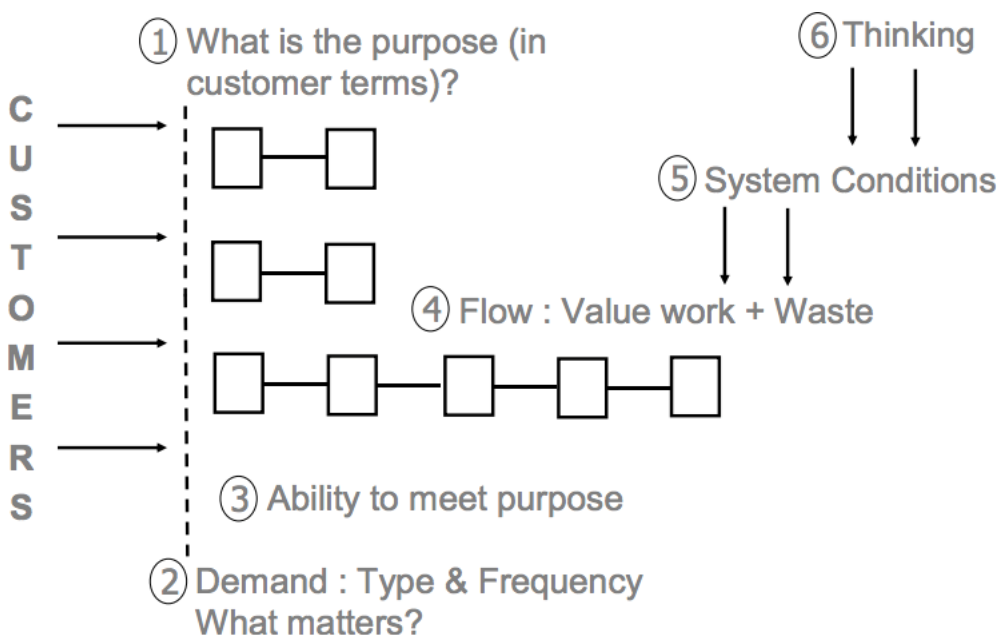 ① What is the purpose (in
customer terms)?
⑥ Thinking
CUSTOMERS
⑤ System Conditions
④ Flow : Value work + Waste
③ Ability to meet purpose
② Demand : Type & Frequency
What matters?